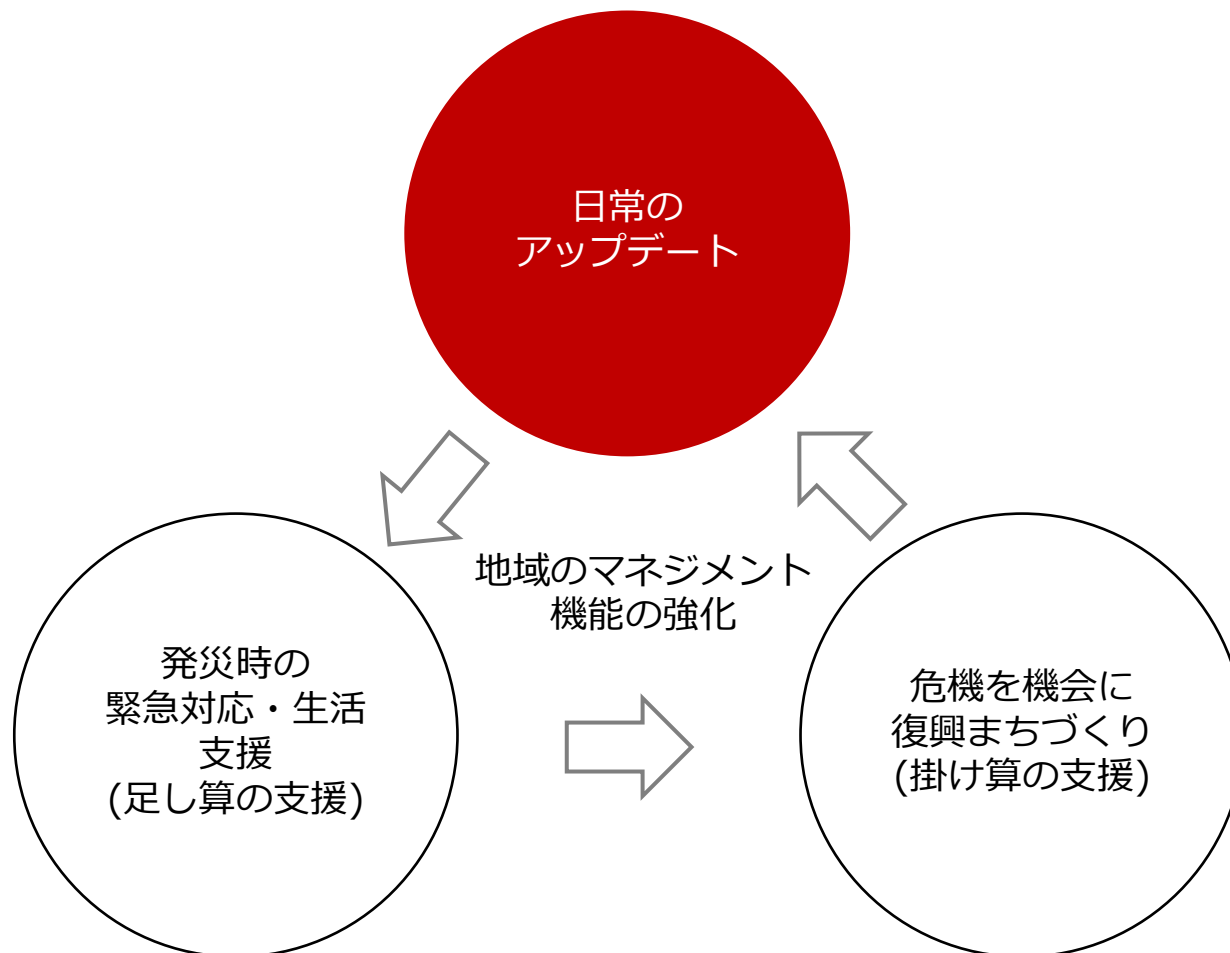 日常の
アップデート
地域のマネジメント
機能の強化
発災時の
緊急対応・生活
支援
(足し算の支援)
危機を機会に
復興まちづくり
(掛け算の支援)